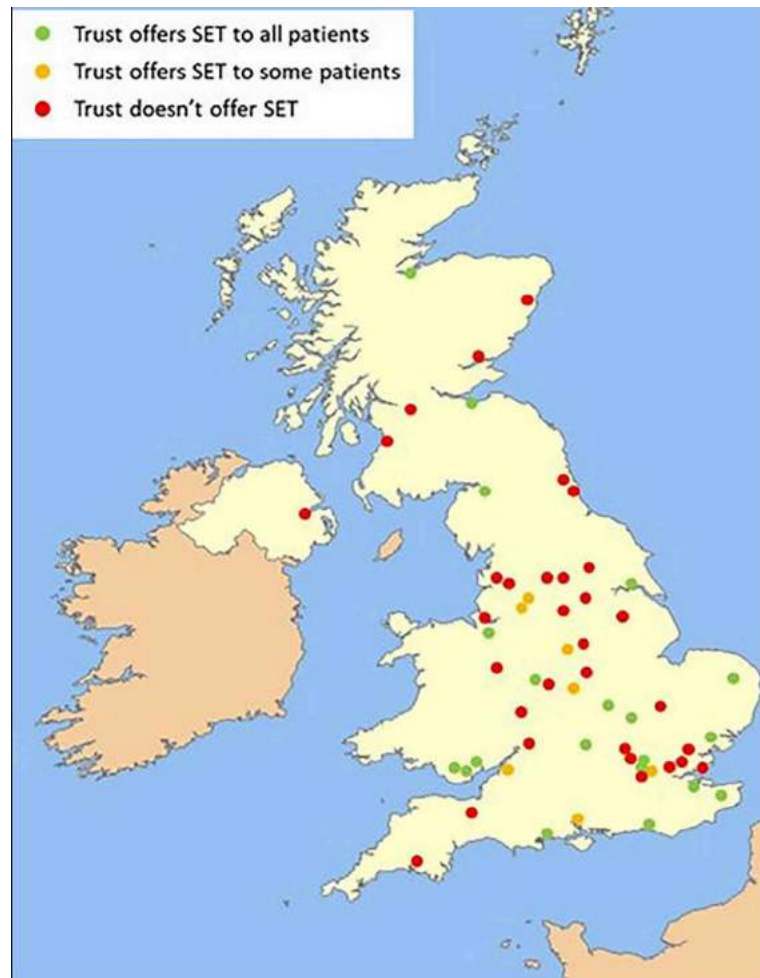 Trust offers SET to all patients
Trust offers SET to some patients
Trust doesn't offer SET